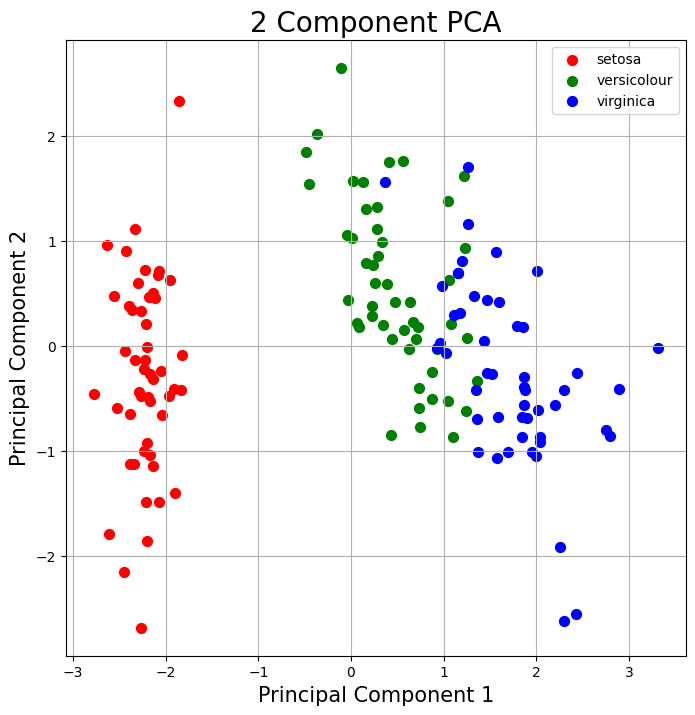 2 Component PCA
setosa
versicolour
virginica
Principal Component 2
2
1
0
−1
−2
−3
−2
−1
0
1
2
3
Principal Component 1